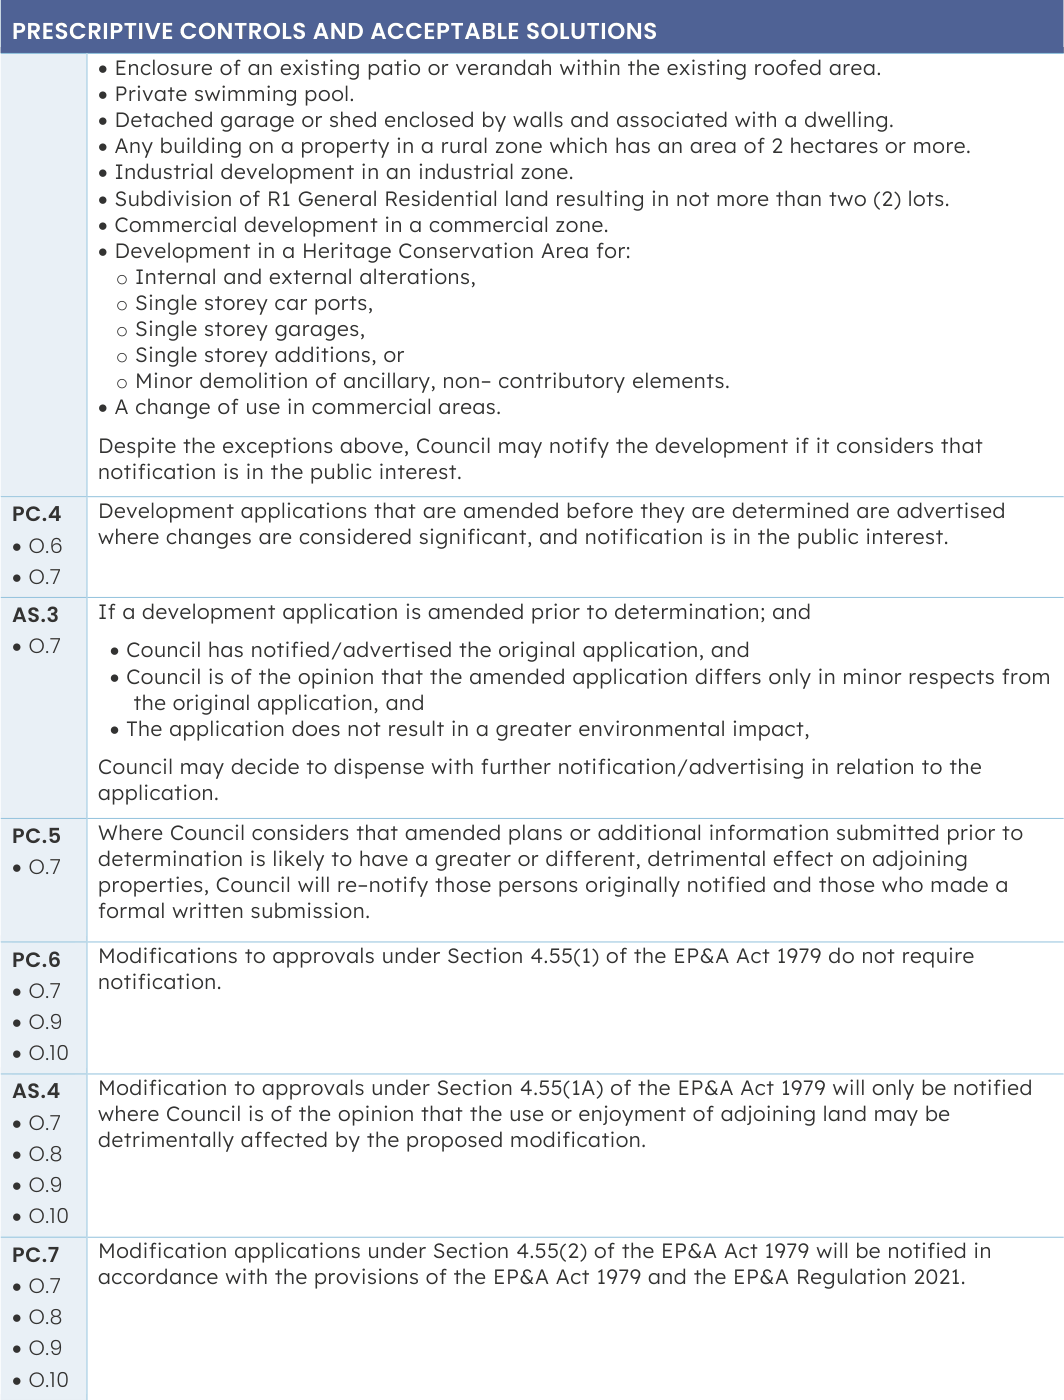 PRESCRIPTIVE CONTROLS AND ACCEPTABLE SOLUTIONS
• Enclosure of an existing patio or verandah within the existing roofed area.
• Private swimming pool.
• Detached garage or shed enclosed by walls and associated with a dwelling.
• Any building on a property in a rural zone which has an area of 2 hectares or more.
• Industrial development in an industrial zone.
• Subdivision of R1 General Residential land resulting in not more than two (2) lots.
• Commercial development in a commercial zone.
• Development in a Heritage Conservation Area for:
o Internal and external alterations,
o Single storey car ports,
o Single storey garages,
o Single storey additions, or
o Minor demolition of ancillary, non– contributory elements.
• A change of use in commercial areas.
Despite the exceptions above, Council may notify the development if it considers that
notification is in the public interest.
PC.4
• O.6
• O.7
Development applications that are amended before they are determined are advertised
where changes are considered significant, and notification is in the public interest.
AS.3
• O.7
If a development application is amended prior to determination; and
• Council has notified/advertised the original application, and
• Council is of the opinion that the amended application differs only in minor respects from
the original application, and
• The application does not result in a greater environmental impact,
Council may decide to dispense with further notification/advertising in relation to the
application.
PC.5
• O.7
Where Council considers that amended plans or additional information submitted prior to
determination is likely to have a greater or different, detrimental effect on adjoining
properties, Council will re–notify those persons originally notified and those who made a
formal written submission.
PC.6
• O.7
• O.9
• O.10
Modifications to approvals under Section 4.55(1) of the EP&A Act 1979 do not require
notification.
AS.4
• O.7
• O.8
• O.9
• O.10
Modification to approvals under Section 4.55(1A) of the EP&A Act 1979 will only be notified
where Council is of the opinion that the use or enjoyment of adjoining land may be
detrimentally affected by the proposed modification.
PC.7
• O.7
• O.8
• O.9
• O.10
Modification applications under Section 4.55(2) of the EP&A Act 1979 will be notified in
accordance with the provisions of the EP&A Act 1979 and the EP&A Regulation 2021.